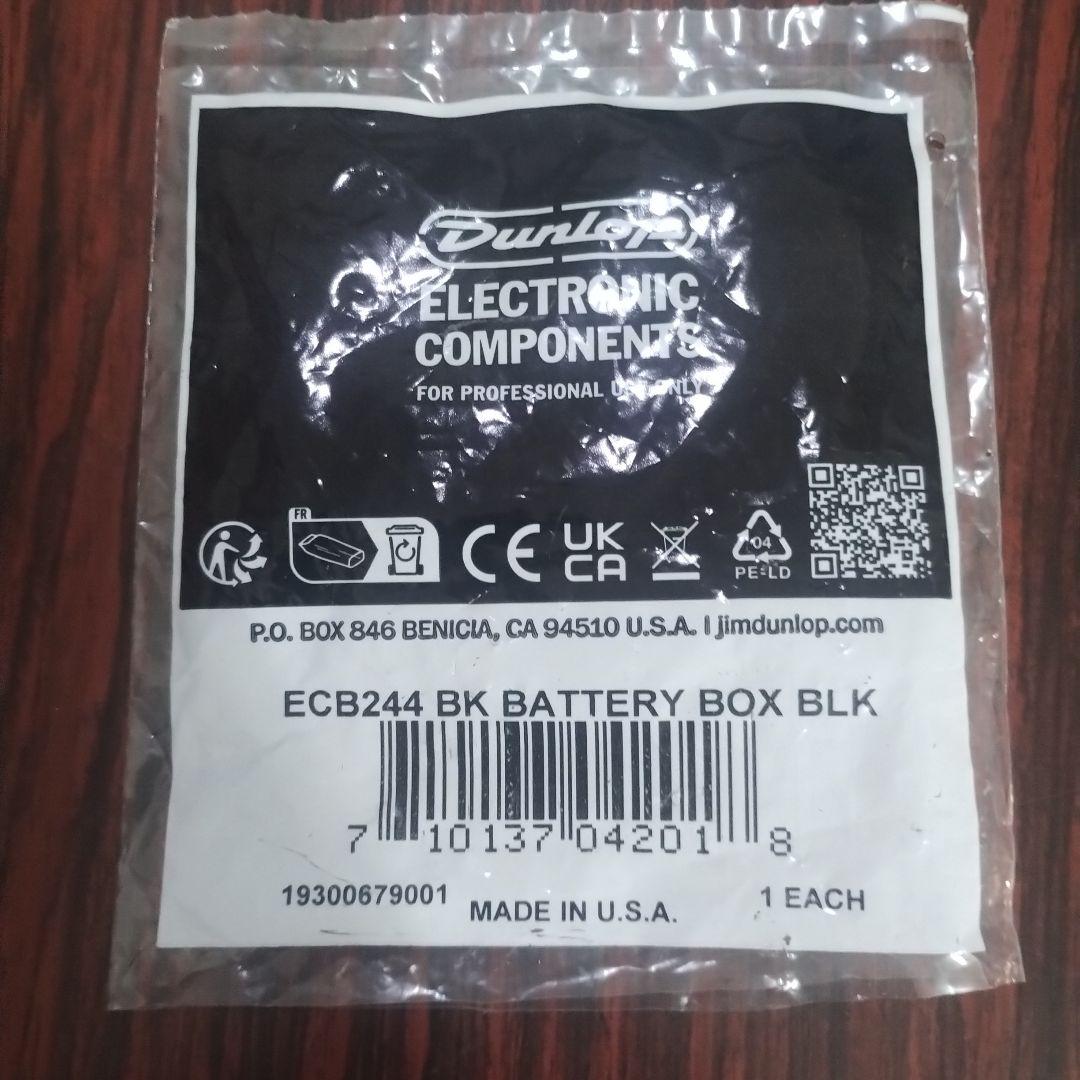 Dunlop
ELECTRONIC
COMPONENTS
FOR PROFESSIONAL USE ONLY
FR
CE
UK
CA
04
PE-LD
P.O. BOX 846 BENICIA, CA 94510 U.S.A. | jimdunlop.com
ECB244 BK BATTERY BOX BLK
7 10137 04201 8
19300679001
MADE IN U.S.A.
1 EACH